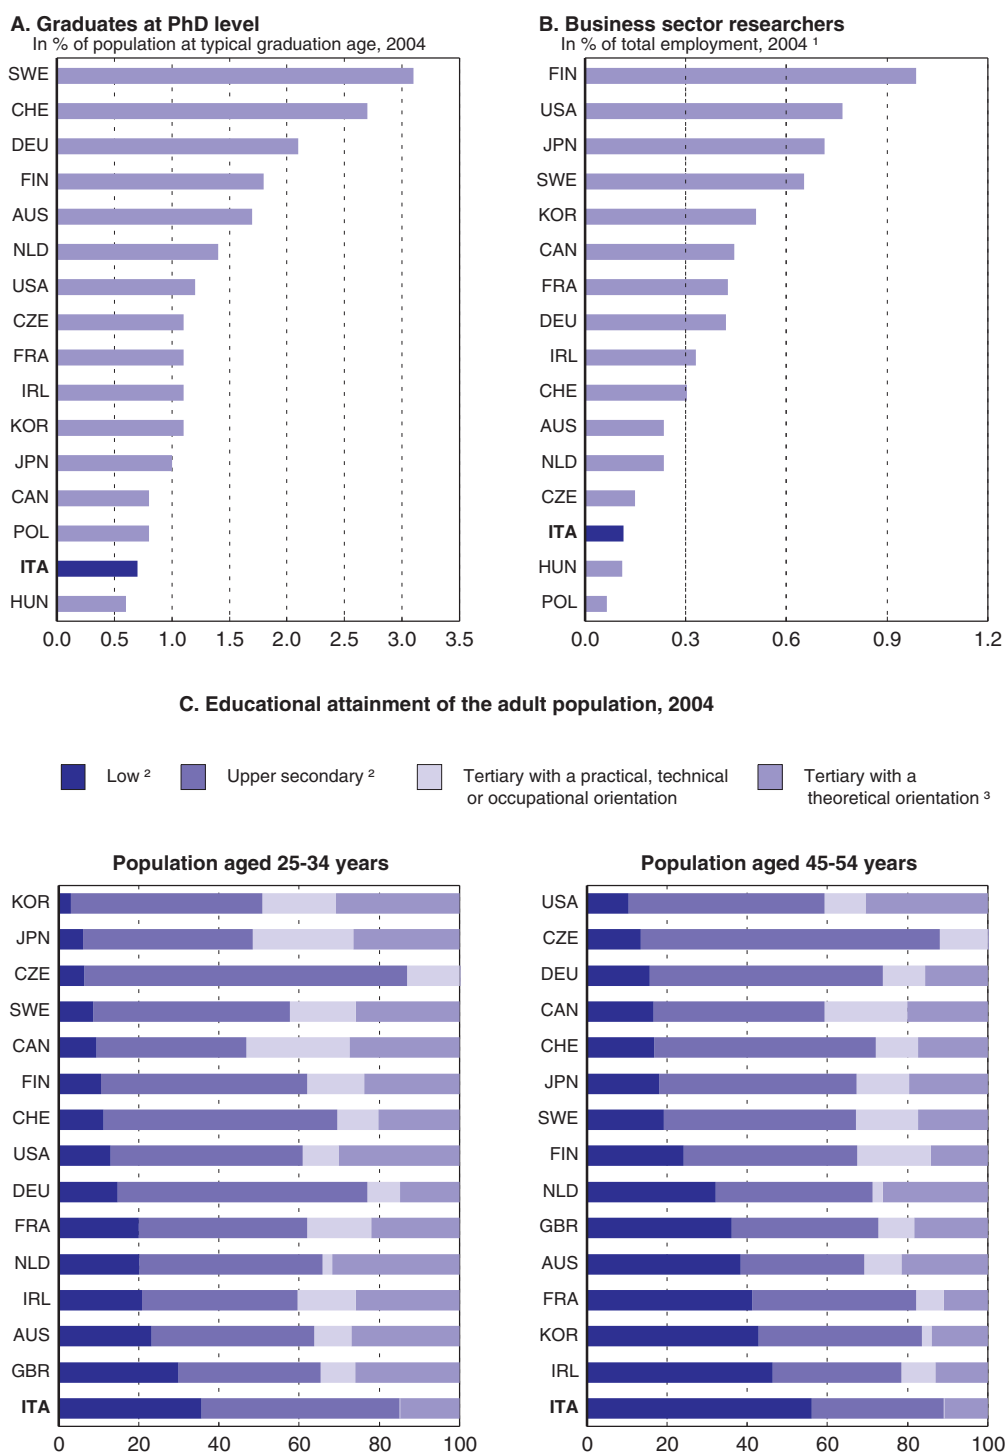 A. Graduates at PhD level
In % of population at typical graduation age, 2004
SWE
CHE
DEU
FIN
AUS
NLD
USA
CZE
FRA
IRL
KOR
JPN
CAN
POL
ITA
HUN
0.0 0.5 1.0 1.5 2.0 2.5 3.0 3.5
B. Business sector researchers
In % of total employment, 2004 ¹
FIN
USA
JPN
SWE
KOR
CAN
FRA
DEU
IRL
CHE
AUS
NLD
CZE
ITA
HUN
POL
0.0 0.3 0.6 0.9 1.2
C. Educational attainment of the adult population, 2004
Low ²
Upper secondary ²
Tertiary with a practical, technical
or occupational orientation
Tertiary with a
theoretical orientation ³
Population aged 25-34 years
KOR
JPN
CZE
SWE
CAN
FIN
CHE
USA
DEU
FRA
NLD
IRL
AUS
GBR
ITA
0 20 40 60 80 100
Population aged 45-54 years
USA
CZE
DEU
CAN
CHE
JPN
SWE
FIN
NLD
GBR
AUS
FRA
KOR
IRL
ITA
0 20 40 60 80 100